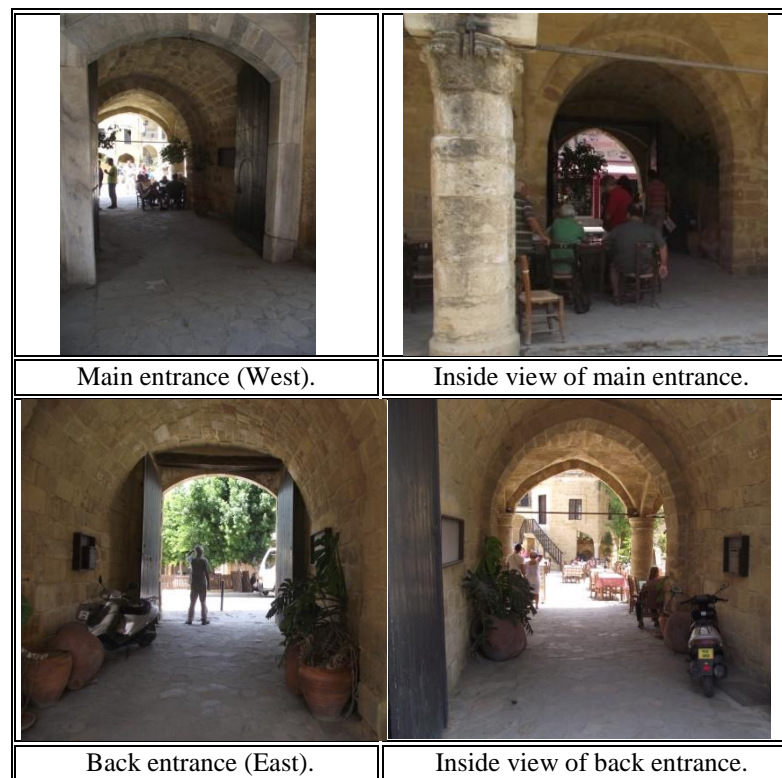 Main entrance (West).
Inside view of main entrance.
Back entrance (East).
Inside view of back entrance.